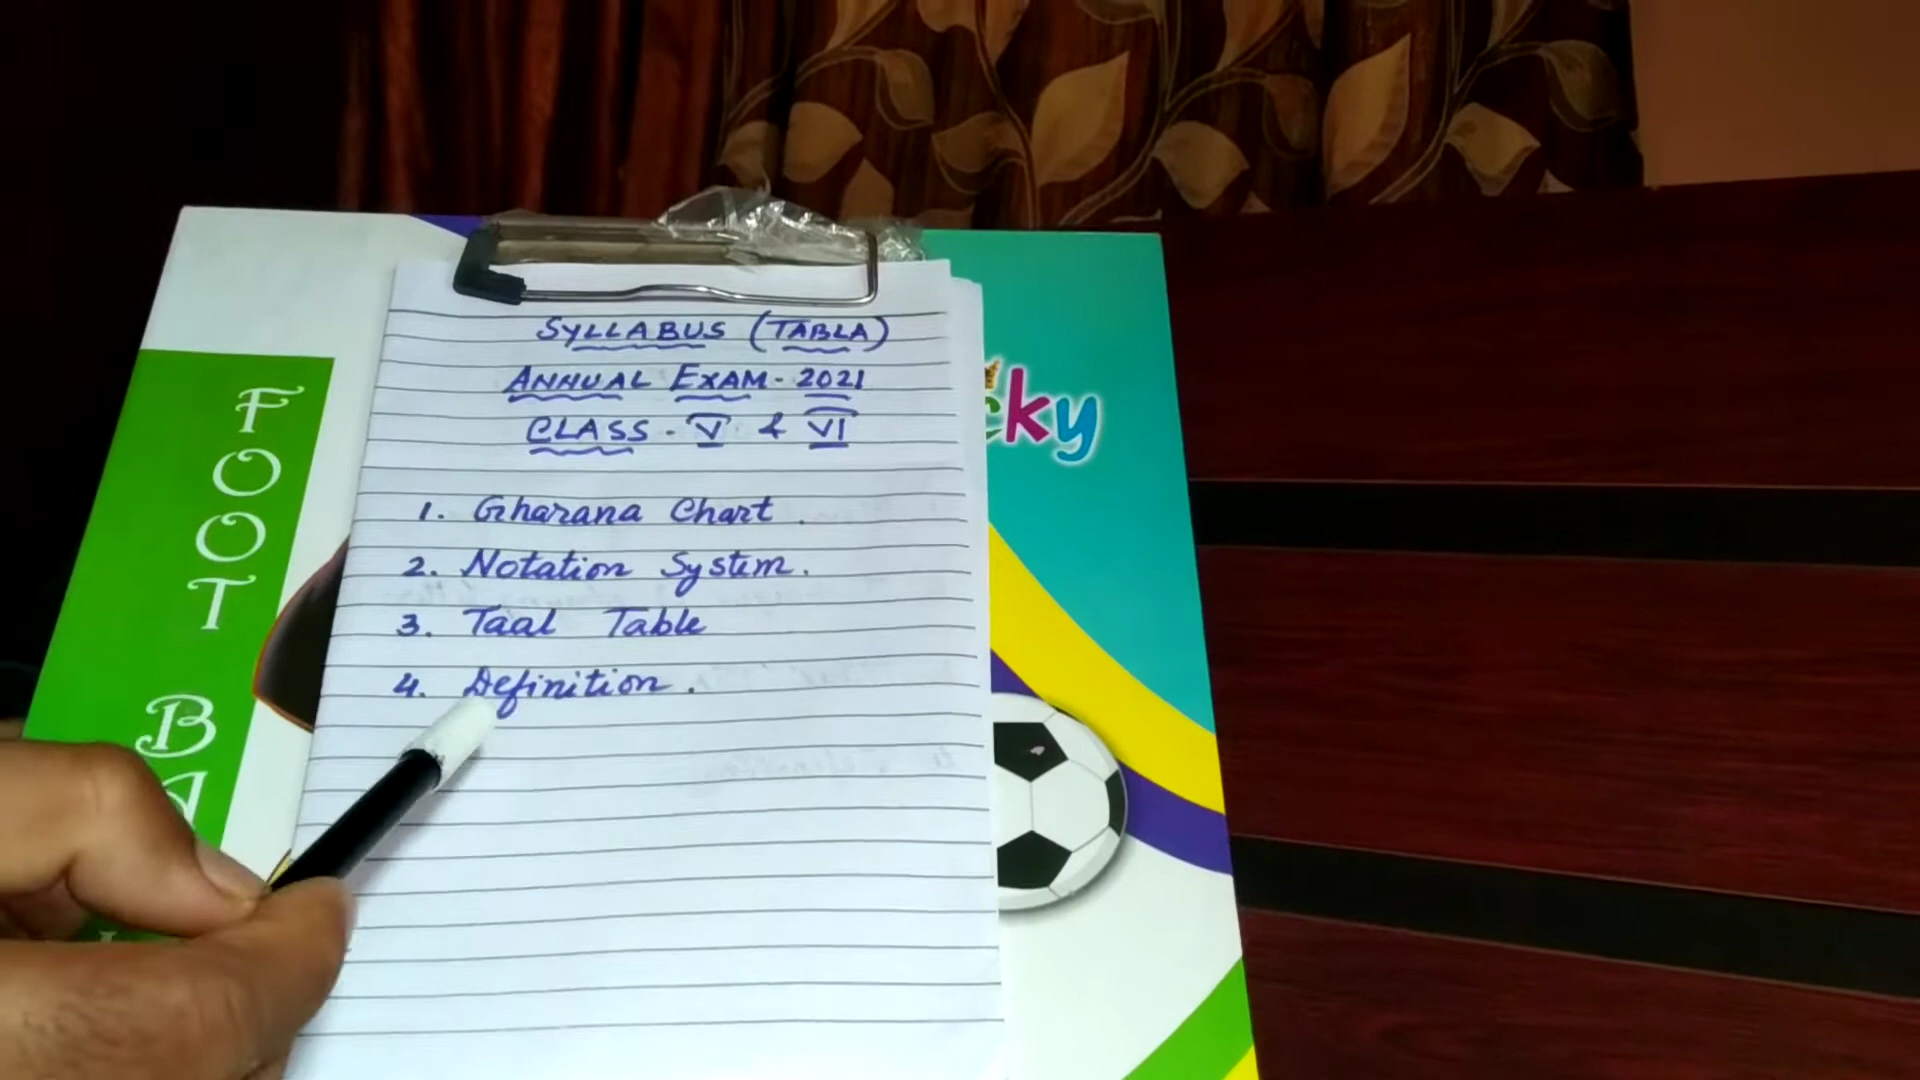 SYLLABUS (TABLA)
ANNUAL EXAM - 2021
CLASS - V & VI
1. Gharana Chart.
2. Notation System.
3. Taal Table
4. Definition.
FOOT
BA
cky